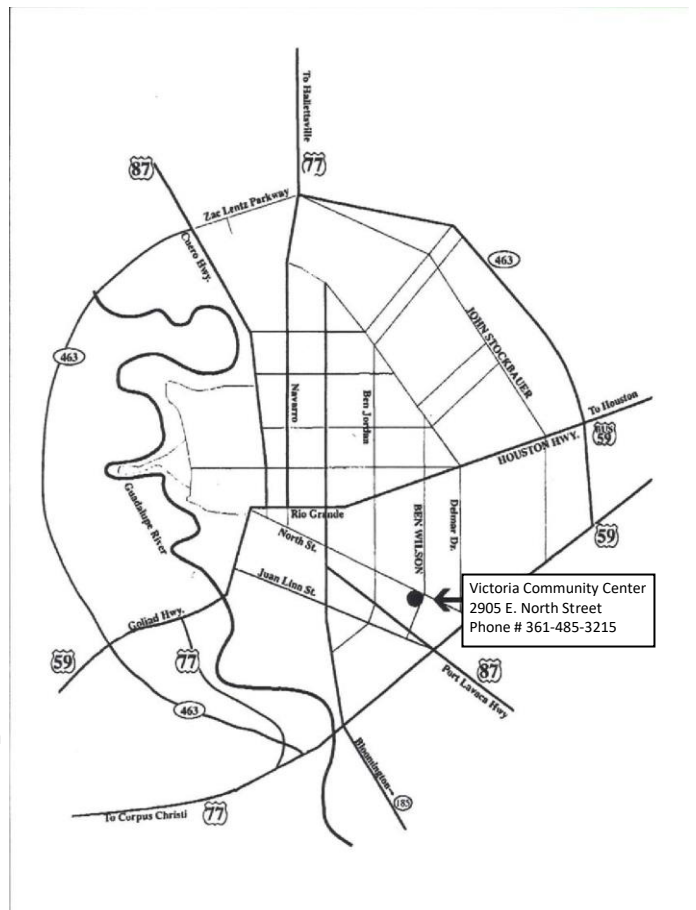 To Hallettsville
77
87
Zac Lentz Parkway
Cuero Hwy.
463
463
JOHN STOCKBAUER
Navarro
Ben Jordan
To Houston
BUS
59
HOUSTON HWY.
Rio Grande
Guadalupe River
North St.
BEN WILSON
Delmar Dr.
59
Juan Linn St.
Victoria Community Center
2905 E. North Street
Phone # 361-485-3215
Goliad Hwy.
59
77
87
Port Lavaca Hwy
463
Bloomington
185
77
To Corpus Christi